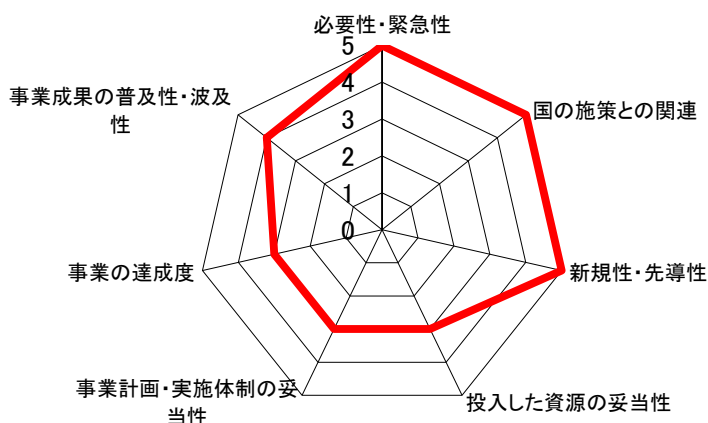 必要性・緊急性
5
4
3
2
1
0
国の施策との関連
新規性・先導性
投入した資源の妥当性
事業計画・実施体制の妥
当性
事業の達成度
事業成果の普及性・波及
性